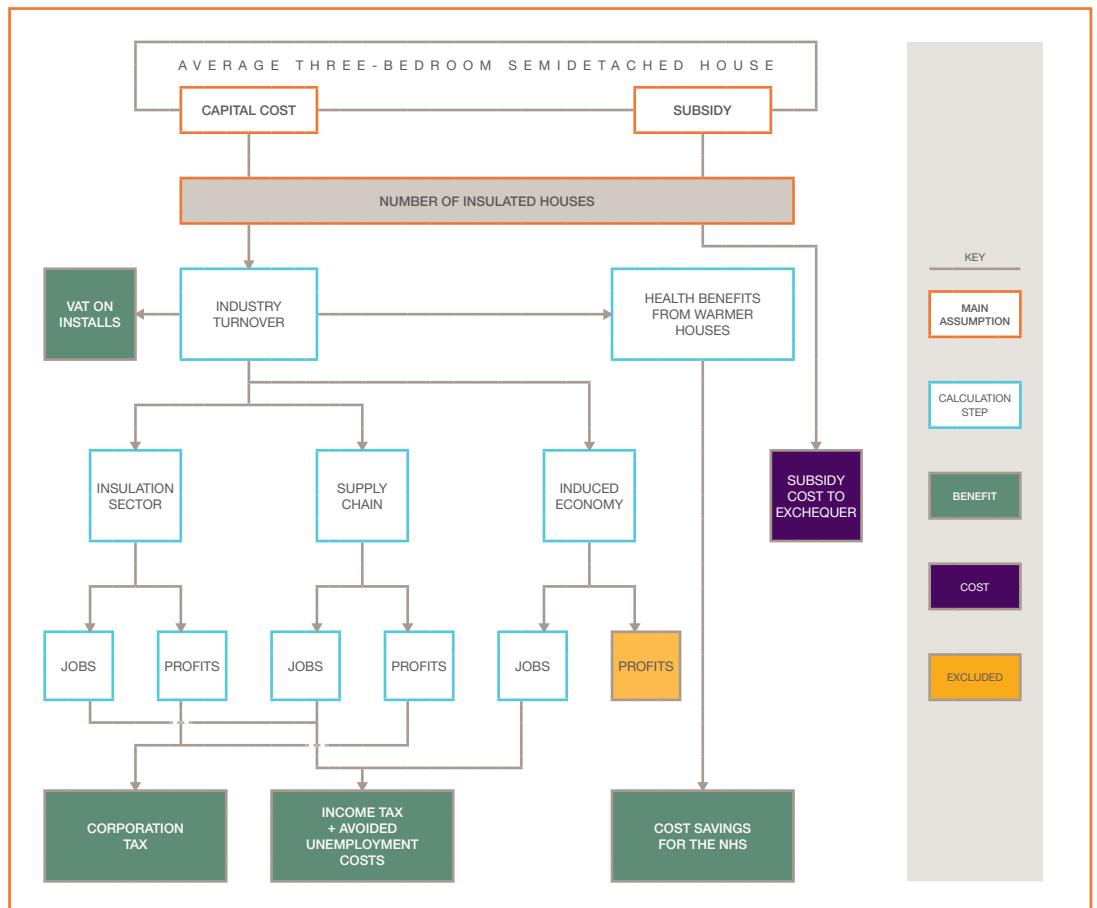 AVERAGE THREE-BEDROOM SEMIDETACHED HOUSE
CAPITAL COST
SUBSIDY
NUMBER OF INSULATED HOUSES
VAT ON
INSTALLS
INDUSTRY
TURNOVER
HEALTH BENEFITS
FROM WARMER
HOUSES
INSULATION
SECTOR
SUPPLY
CHAIN
INDUCED
ECONOMY
SUBSIDY
COST TO
EXCHEQUER
JOBS
PROFITS
JOBS
PROFITS
JOBS
PROFITS
CORPORATION
TAX
INCOME TAX
+ AVOIDED
UNEMPLOYMENT
COSTS
COST SAVINGS
FOR THE NHS
KEY
MAIN
ASSUMPTION
CALCULATION
STEP
BENEFIT
COST
EXCLUDED